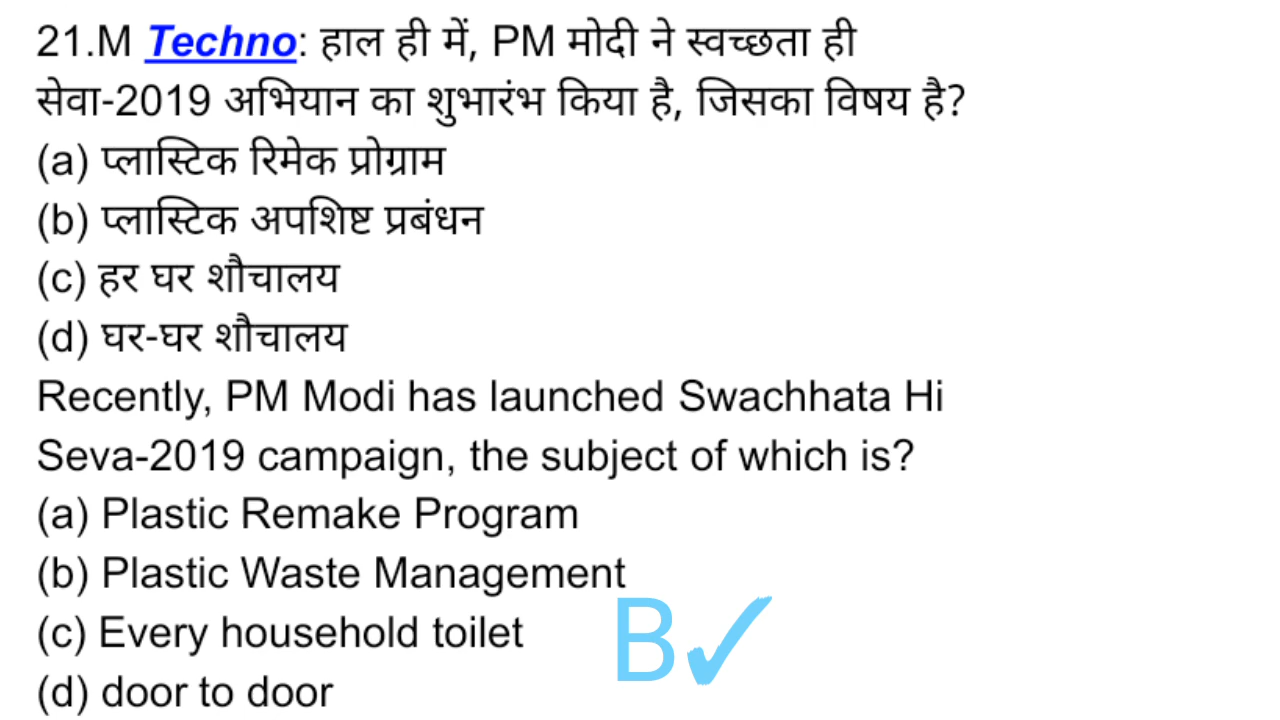 21.M Techno: हाल ही में, PM मोदी ने स्वच्छता ही
सेवा-2019 अभियान का शुभारंभ किया है, जिसका विषय है?
(a) प्लास्टिक रिमेक प्रोग्राम
(b) प्लास्टिक अपशिष्ट प्रबंधन
(c) हर घर शौचालय
(d) घर-घर शौचालय
Recently, PM Modi has launched Swachhata Hi
Seva-2019 campaign, the subject of which is?
(a) Plastic Remake Program
(b) Plastic Waste Management
(c) Every household toilet
B✓
(d) door to door